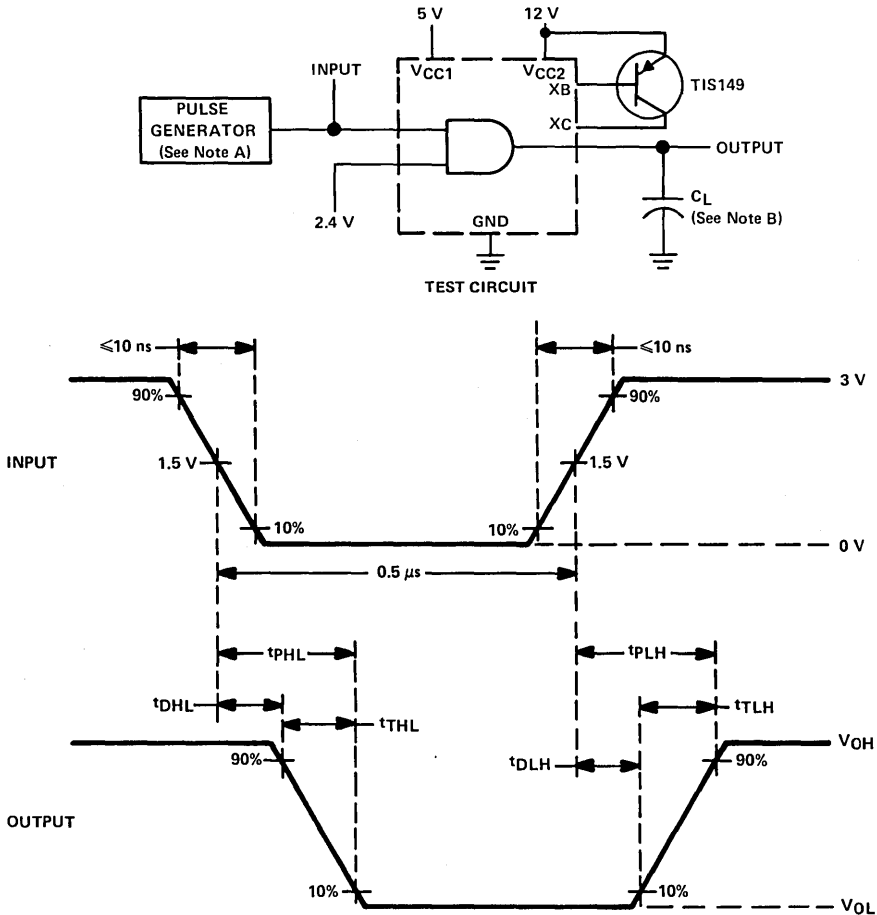 5 V
12 V
INPUT
VCC1
VCC2
XB
TIS149
PULSE
GENERATOR
(See Note A)
XC
OUTPUT
2.4 V
GND
CL
(See Note B)
TEST CIRCUIT
≤10 ns
≤10 ns
3 V
90%
90%
INPUT
1.5 V
1.5 V
10%
10%
0 V
0.5 µs
tPHL
tPLH
tDHL
tTHL
tTLH
tDLH
VOH
90%
90%
OUTPUT
10%
10%
VOL